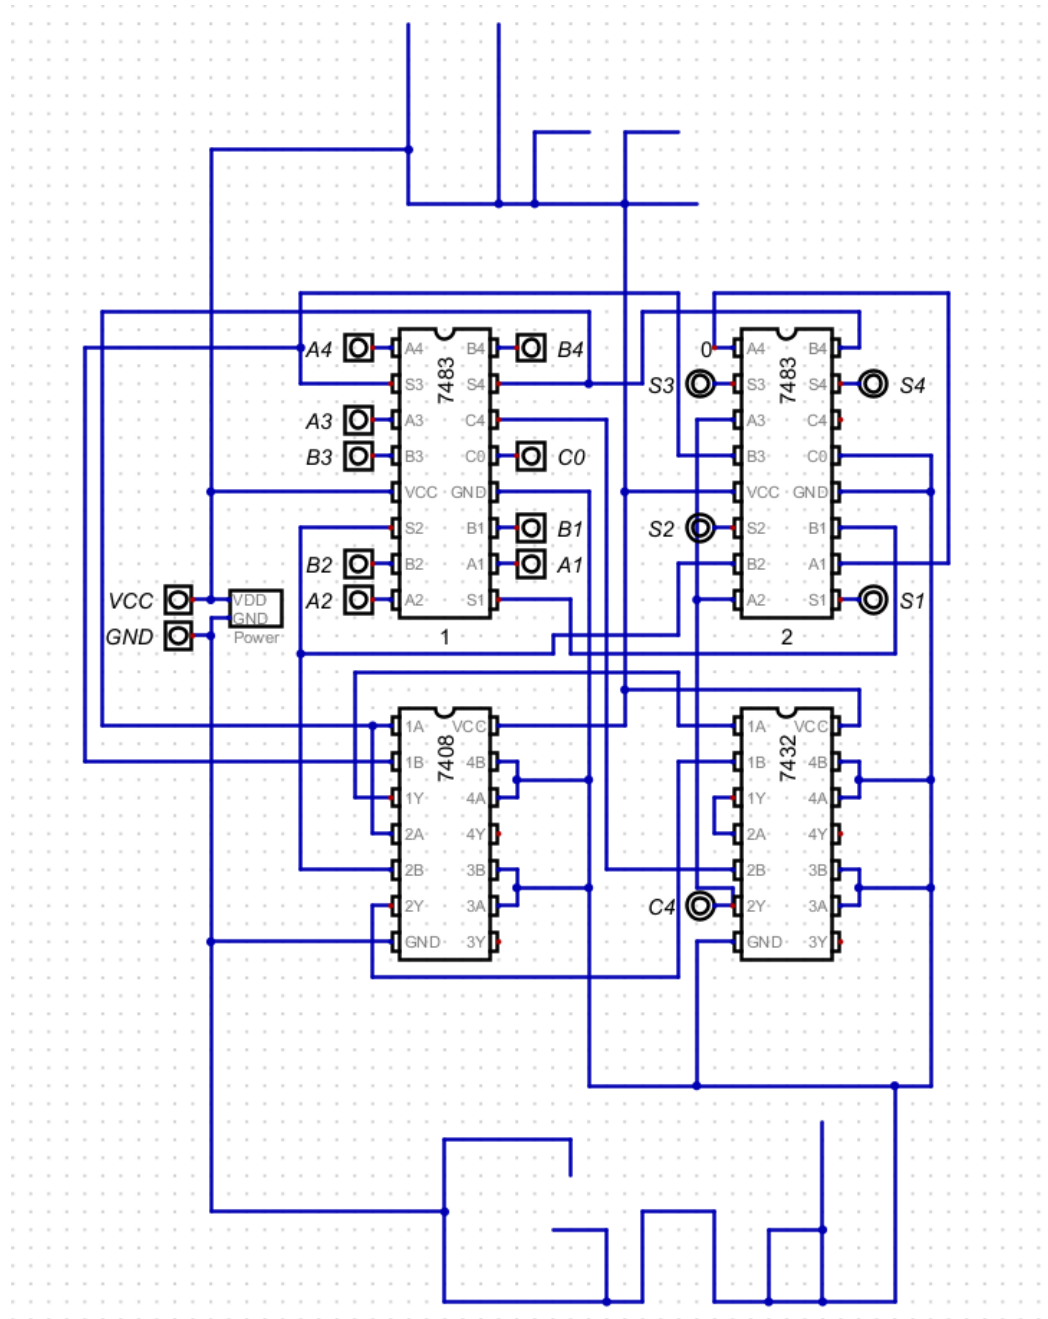 A4 A4 B4 B4 0 A4 B4
7483 7483
S3 S4 S3 S3 S4 S4
A3 A3 C4 A3 C4
B3 B3 C0 C0 B3 C0
VCC GND VCC GND
S2 B1 B1 S2 S2 B1
B2 B2 A1 A1 B2 A1
VCC VDD A2 A2 S1 A2 S1 S1
GND GND
Power 1 2
1A VCC 1A VCC
7408 7432
1B 4B 1B 4B
1Y 4A 1Y 4A
2A 4Y 2A 4Y
2B 3B 2B 3B
2Y 3A C4 2Y 3A
GND 3Y GND 3Y